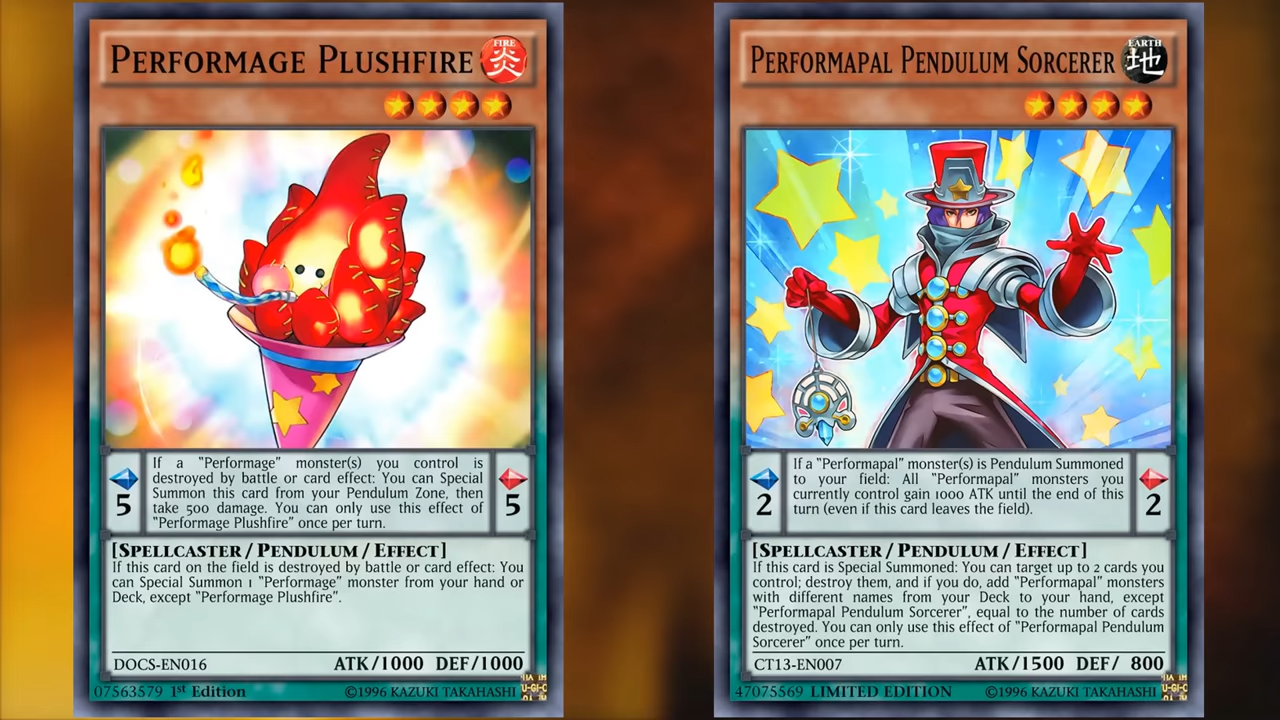 PERFORMAGE PLUSHFIRE
FIRE
炎
5
If a "Performage" monster(s) you control is
destroyed by battle or card effect: You can Special
Summon this card from your Pendulum Zone, then
take 500 damage. You can only use this effect of
"Performage Plushfire" once per turn.
5
[SPELLCASTER / PENDULUM / EFFECT]
If this card on the field is destroyed by battle or card effect: You
can Special Summon 1 "Performage" monster from your hand or
Deck, except "Performage Plushfire".
DOCS-EN016 ATK/1000 DEF/1000
07563579 1st Edition ©1996 KAZUKI TAKAHASHI
PERFORMAPAL PENDULUM SORCERER
EARTH
地
2
If a "Performapal" monster(s) is Pendulum Summoned
to your field: All "Performapal" monsters you
currently control gain 1000 ATK until the end of this
turn (even if this card leaves the field).
2
[SPELLCASTER / PENDULUM / EFFECT]
If this card is Special Summoned: You can target up to 2 cards you
control; destroy them, and if you do, add "Performapal" monsters
with different names from your Deck to your hand, except
"Performapal Pendulum Sorcerer", equal to the number of cards
destroyed. You can only use this effect of "Performapal Pendulum
Sorcerer" once per turn.
CT13-EN007 ATK/1500 DEF/ 800
47075569 LIMITED EDITION ©1996 KAZUKI TAKAHASHI